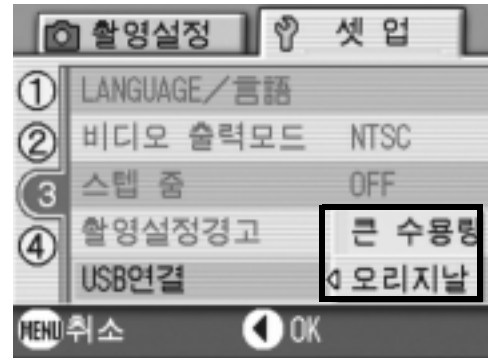 촬영설정 셋 업
① LANGUAGE/言語
② 비디오 출력모드 NTSC
3 스텝 줌 OFF
④ 촬영설정경고 큰 수용량
USB연결 오리지날
MENU 취소 OK